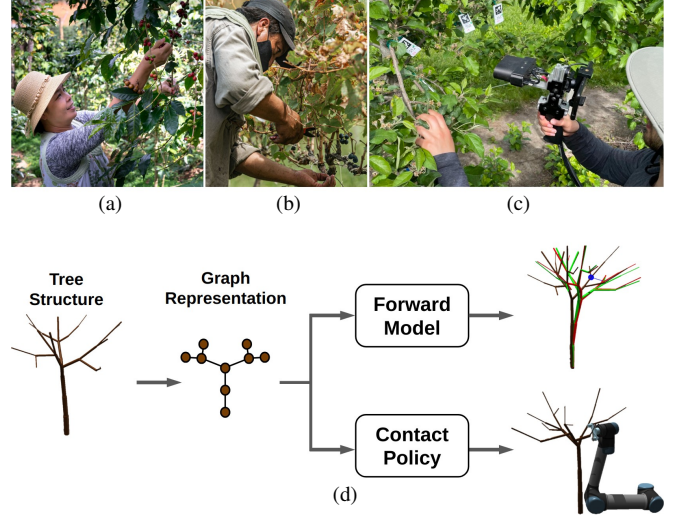 (a)
(b)
(c)
Tree
Structure
Graph
Representation
Forward
Model
Contact
Policy
(d)